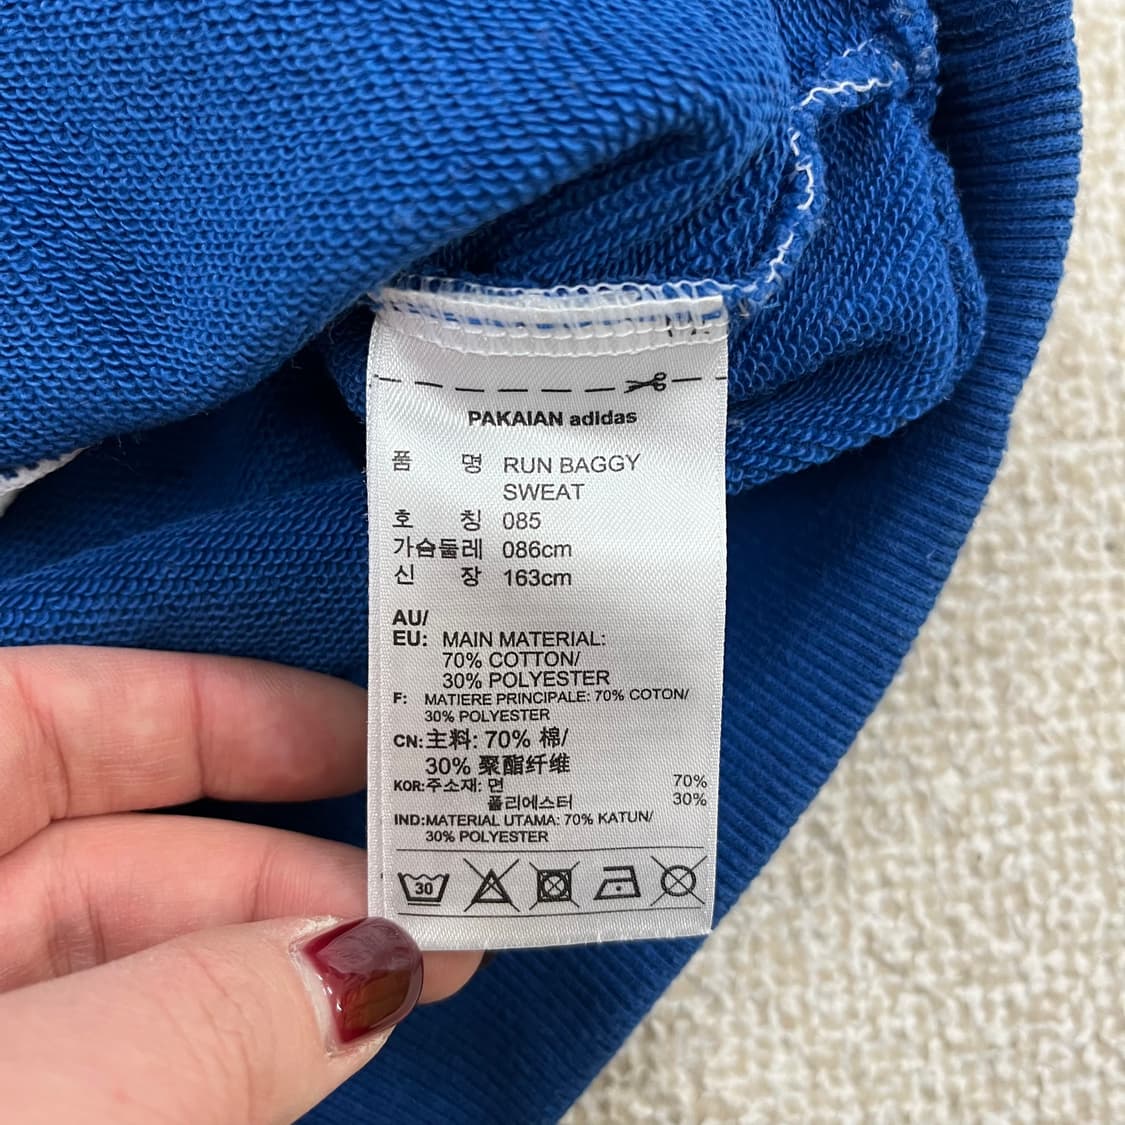 PAKAIAN adidas
품 명 RUN BAGGY
SWEAT
호 칭 085
가슴둘레 086cm
신 장 163cm
AU/
EU: MAIN MATERIAL:
70% COTTON/
30% POLYESTER
F: MATIERE PRINCIPALE: 70% COTON/
30% POLYESTER
CN:主料: 70% 棉/
30% 聚酯纤维
KOR:주소재: 면 70%
폴리에스터 30%
IND:MATERIAL UTAMA: 70% KATUN/
30% POLYESTER
30